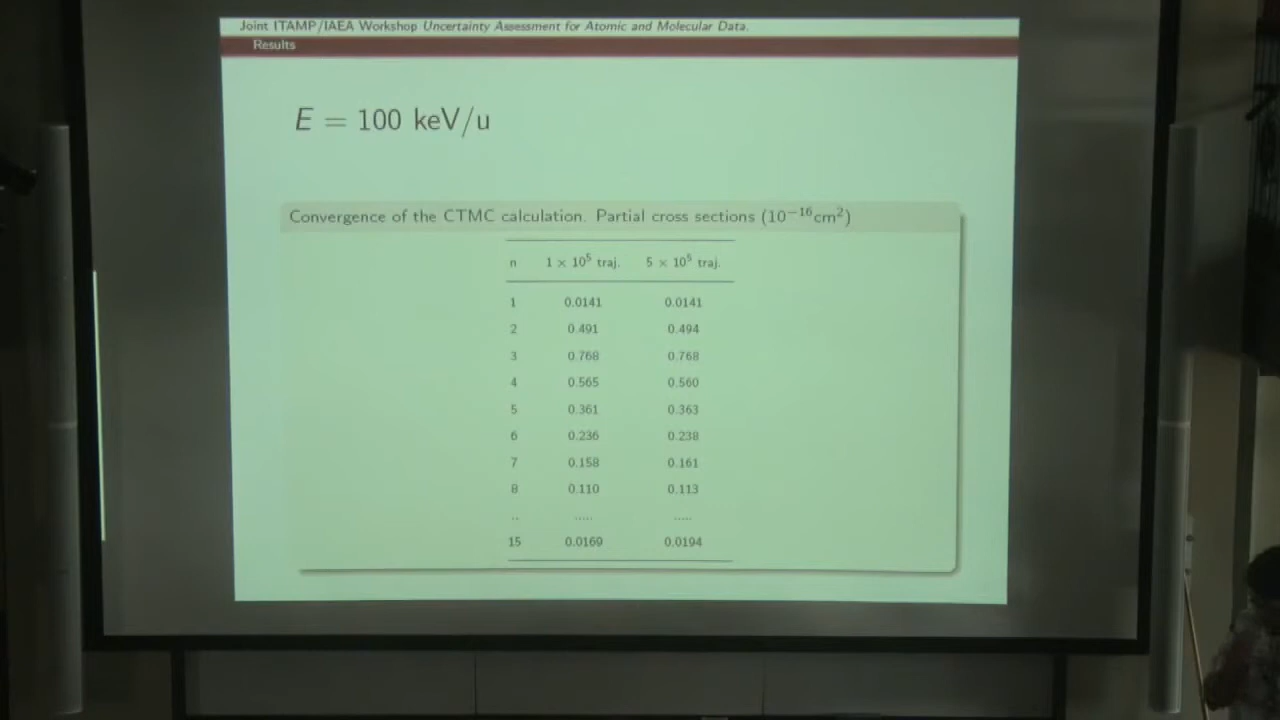 Joint ITAMP/IAEA Workshop Uncertainty Assessment for Atomic and Molecular Data.
Results
E = 100 keV/u
Convergence of the CTMC calculation. Partial cross sections (10⁻¹⁶cm²)
n 1 × 10⁵ traj. 5 × 10⁵ traj.
1 0.0141 0.0141
2 0.491 0.494
3 0.768 0.768
4 0.565 0.560
5 0.361 0.363
6 0.236 0.238
7 0.158 0.161
8 0.110 0.113
.. ..... .....
15 0.0169 0.0194